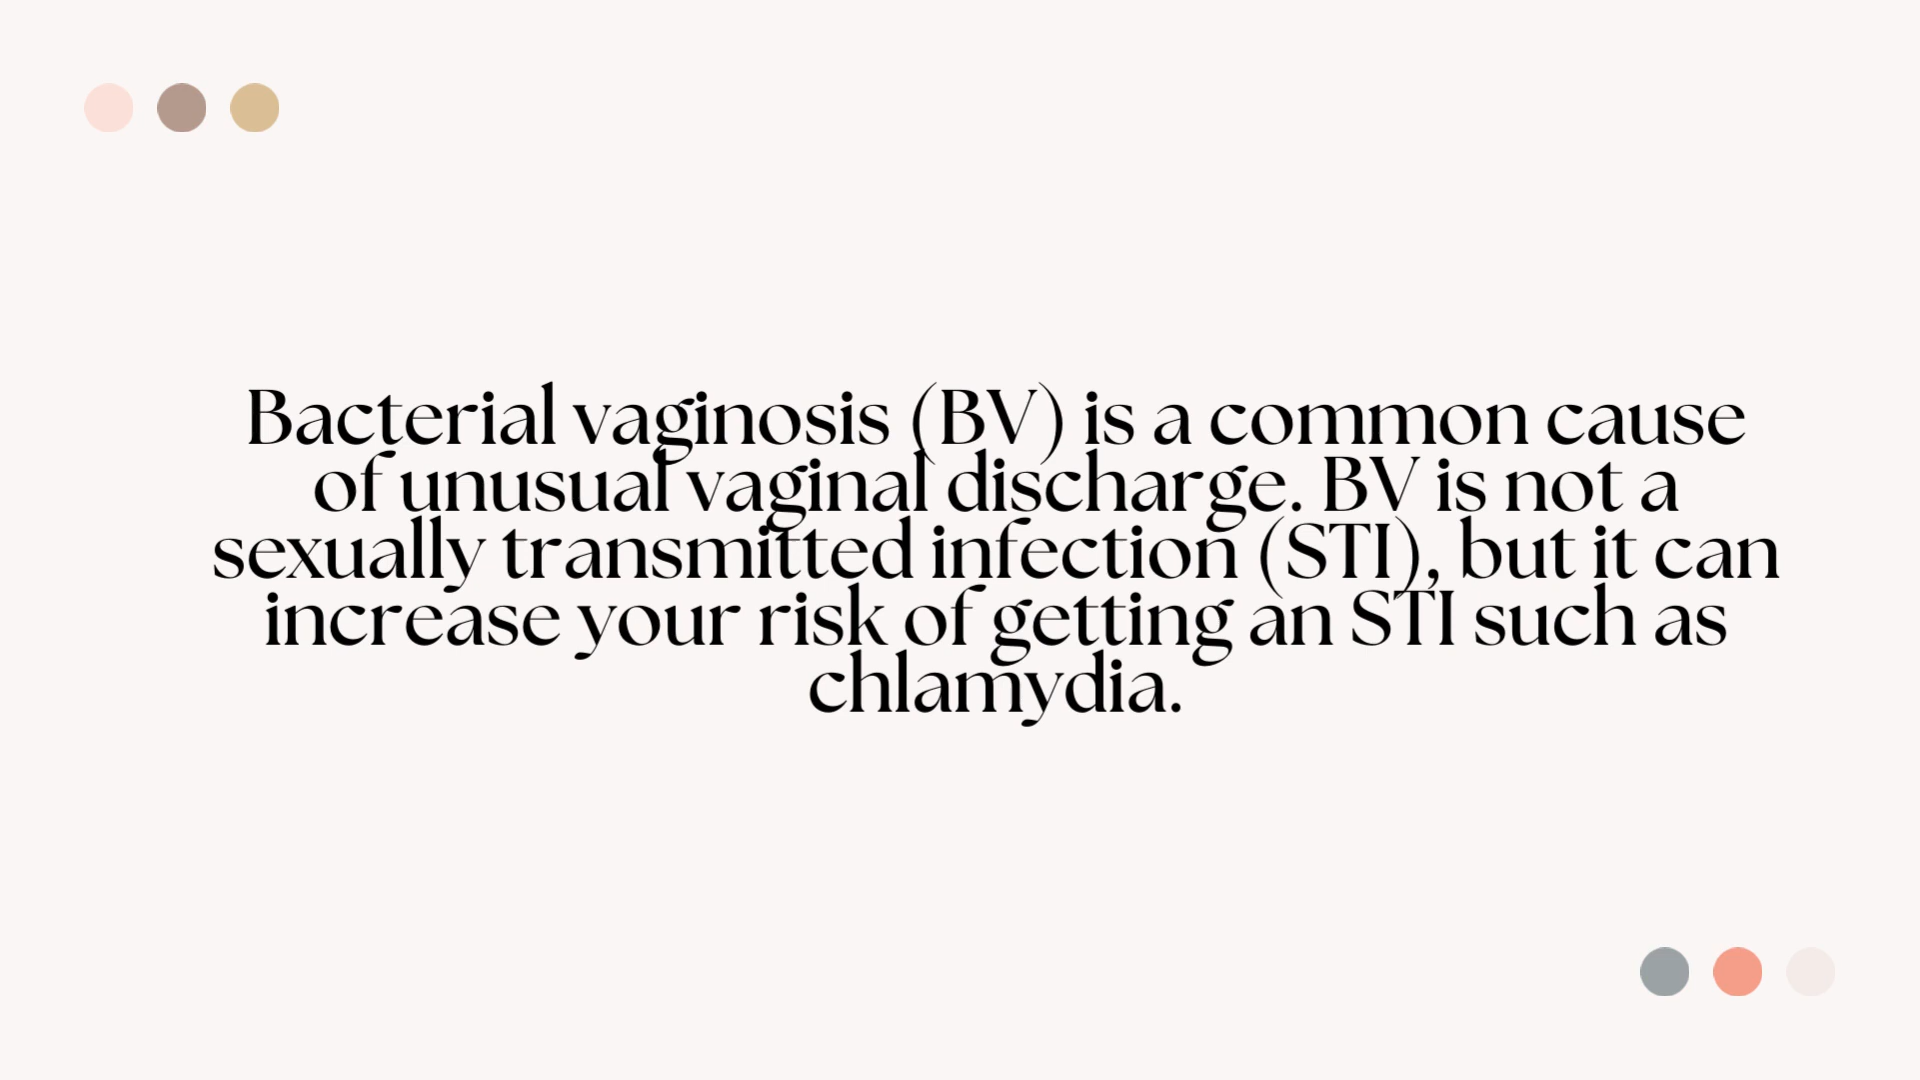 Bacterial vaginosis (BV) is a common cause
of unusual vaginal discharge. BV is not a
sexually transmitted infection (STI), but it can
increase your risk of getting an STI such as
chlamydia.